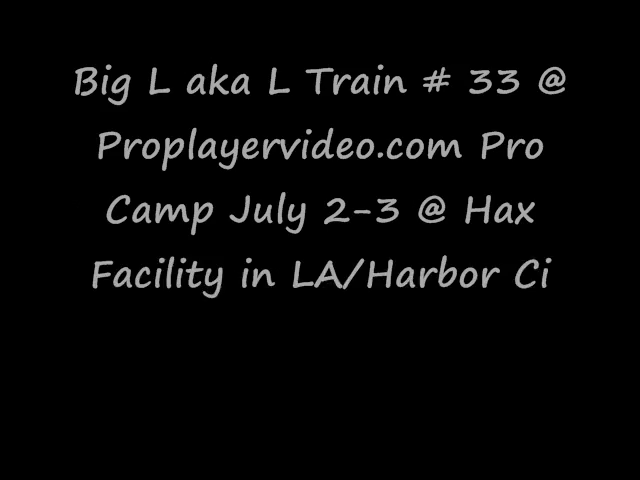 Big L aka L Train # 33 @
Proplayervideo.com Pro
Camp July 2-3 @ Hax
Facility in LA/Harbor Ci